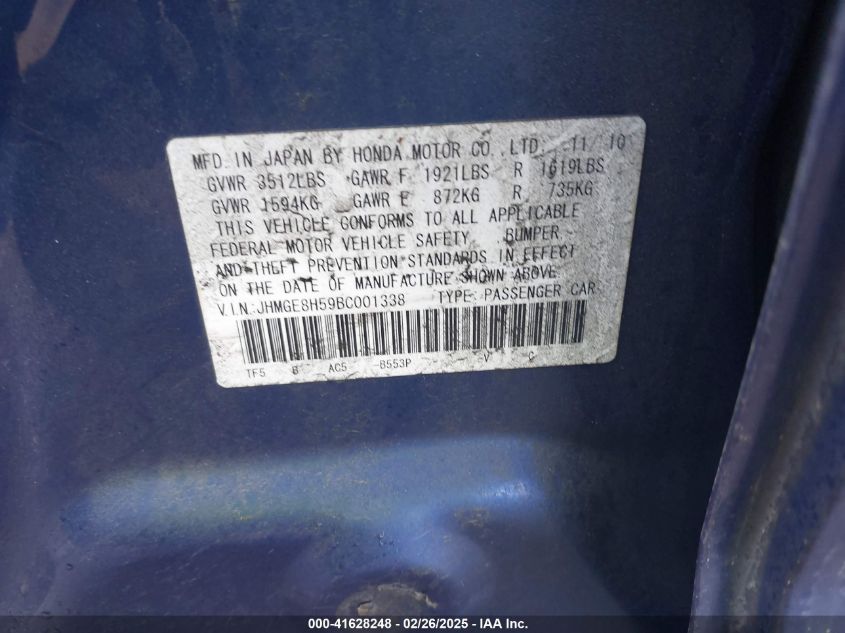 MFD. IN JAPAN BY HONDA MOTOR CO .,LTD. 11/ 10
GVWR 3512LBS GAWR F 1921LBS R 1619LBS
GVWR 1594KG GAWR F 872KG R 735KG
THIS VEHICLE CONFORMS TO ALL APPLICABLE
FEDERAL MOTOR VEHICLE SAFETY ,BUMPER
AND THEFT PREVENTION STANDARDS IN EFFECT
ON THE DATE OF MANUFACTURE SHOWN ABOVE.
V.I.N: JHMGE8H59BC001338 TYPE: PASSENGER CAR
TF5 B AC5 -B553P - - V C
000-41628248 - 02/26/2025 - IAA Inc.